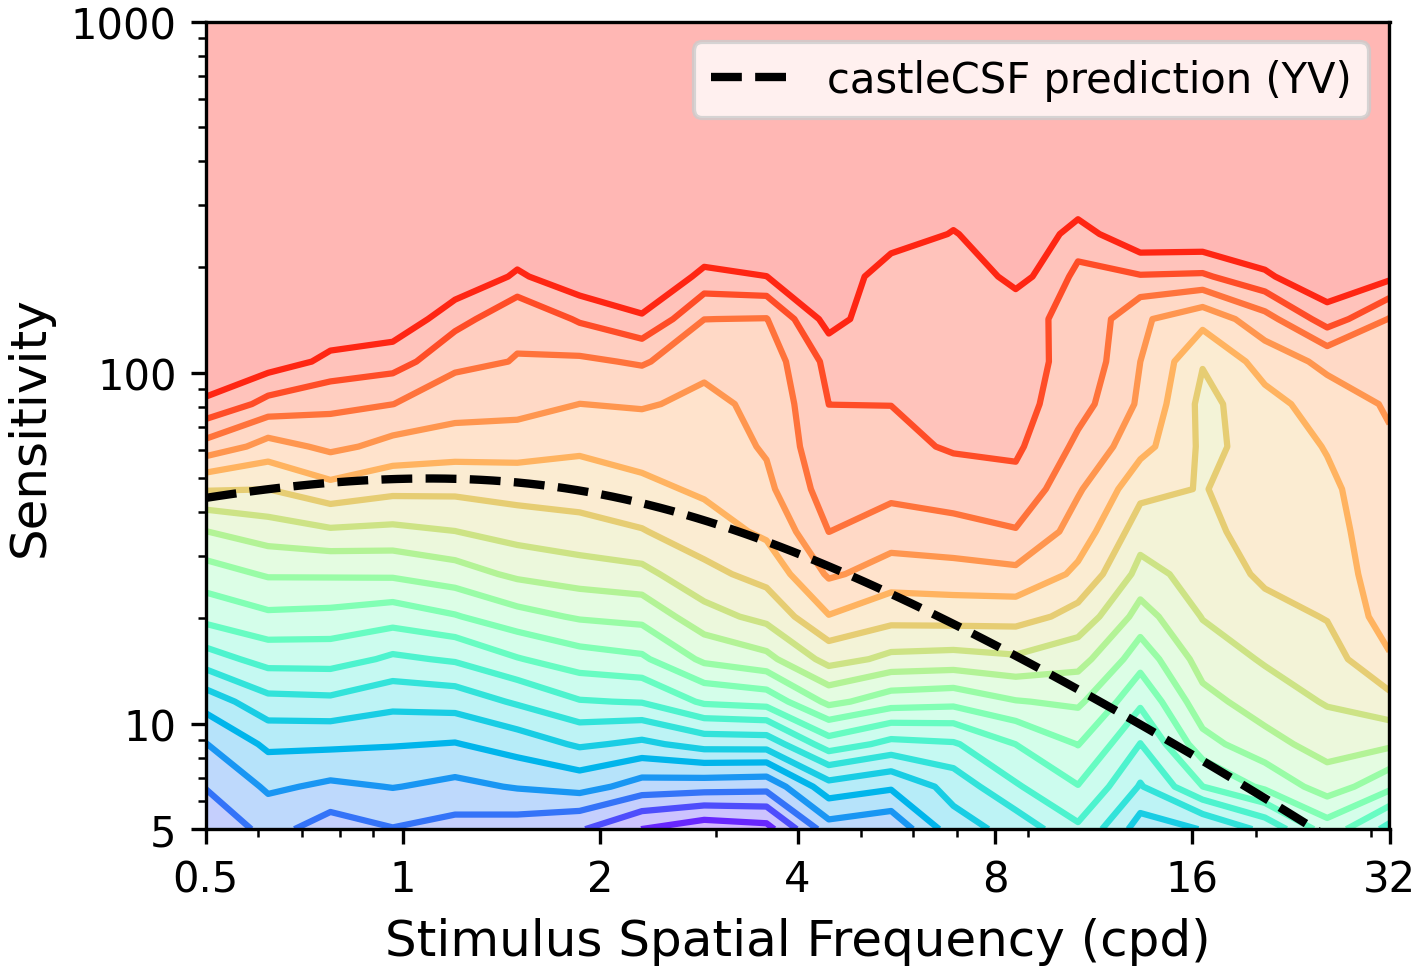 1000
castleCSF prediction (YV)
Sensitivity
100
10
5
0.5 1 2 4 8 16 32
Stimulus Spatial Frequency (cpd)